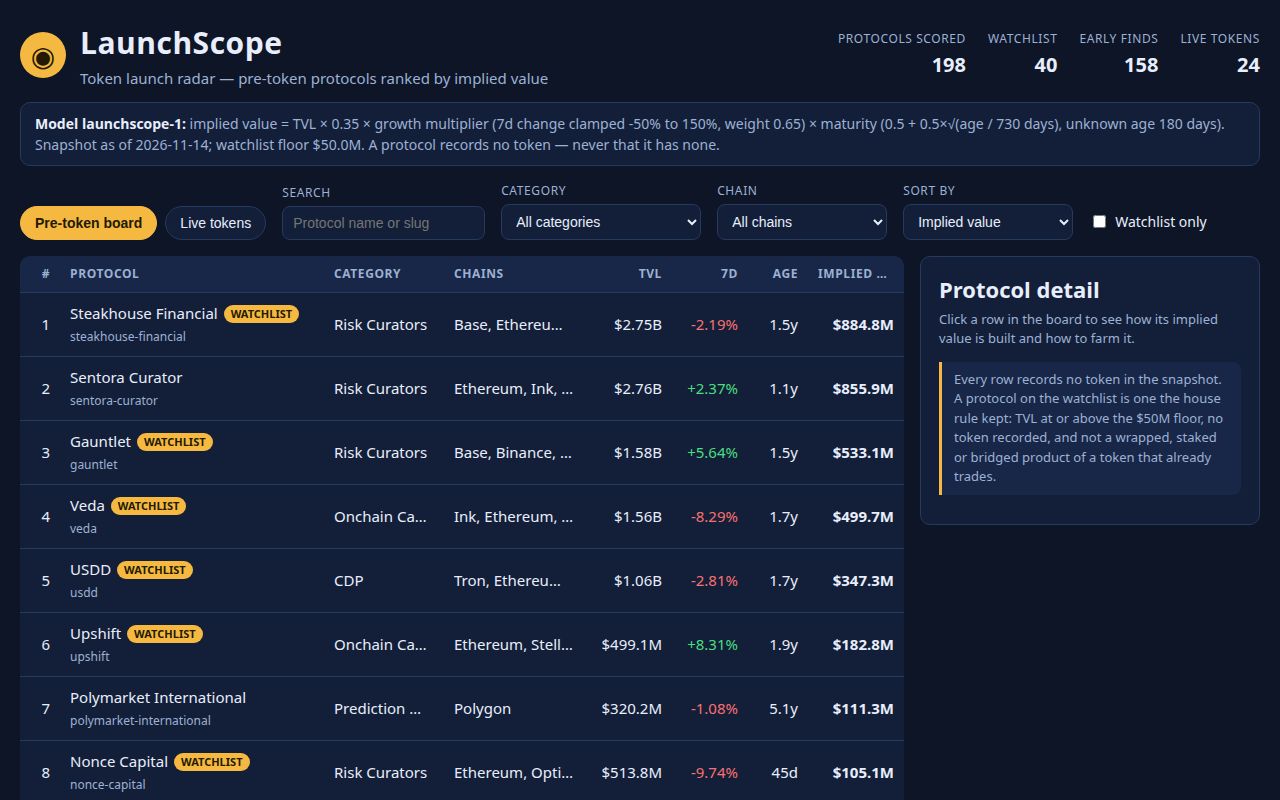 LaunchScope
Token launch radar — pre-token protocols ranked by implied value
PROTOCOLS SCORED WATCHLIST EARLY FINDS LIVE TOKENS
198 40 158 24
Model launchscope-1: implied value = TVL × 0.35 × growth multiplier (7d change clamped -50% to 150%, weight 0.65) × maturity (0.5 + 0.5×√(age / 730 days), unknown age 180 days).
Snapshot as of 2026-11-14; watchlist floor $50.0M. A protocol records no token — never that it has none.
SEARCH CATEGORY CHAIN SORT BY
Pre-token board Live tokens Protocol name or slug All categories All chains Implied value Watchlist only
# PROTOCOL CATEGORY CHAINS TVL 7D AGE IMPLIED ...
1 Steakhouse Financial WATCHLIST Risk Curators Base, Ethereu... $2.75B -2.19% 1.5y $884.8M
steakhouse-financial
2 Sentora Curator Risk Curators Ethereum, Ink, ... $2.76B +2.37% 1.1y $855.9M
sentora-curator
3 Gauntlet WATCHLIST Risk Curators Base, Binance, ... $1.58B +5.64% 1.5y $533.1M
gauntlet
4 Veda WATCHLIST Onchain Ca... Ink, Ethereum, ... $1.56B -8.29% 1.7y $499.7M
veda
5 USDD WATCHLIST CDP Tron, Ethereu... $1.06B -2.81% 1.7y $347.3M
usdd
6 Upshift WATCHLIST Onchain Ca... Ethereum, Stell... $499.1M +8.31% 1.9y $182.8M
upshift
7 Polymarket International Prediction ... Polygon $320.2M -1.08% 5.1y $111.3M
polymarket-international
8 Nonce Capital WATCHLIST Risk Curators Ethereum, Opti... $513.8M -9.74% 45d $105.1M
nonce-capital
Protocol detail
Click a row in the board to see how its implied
value is built and how to farm it.
Every row records no token in the snapshot.
A protocol on the watchlist is one the house
rule kept: TVL at or above the $50M floor, no
token recorded, and not a wrapped, staked
or bridged product of a token that already
trades.